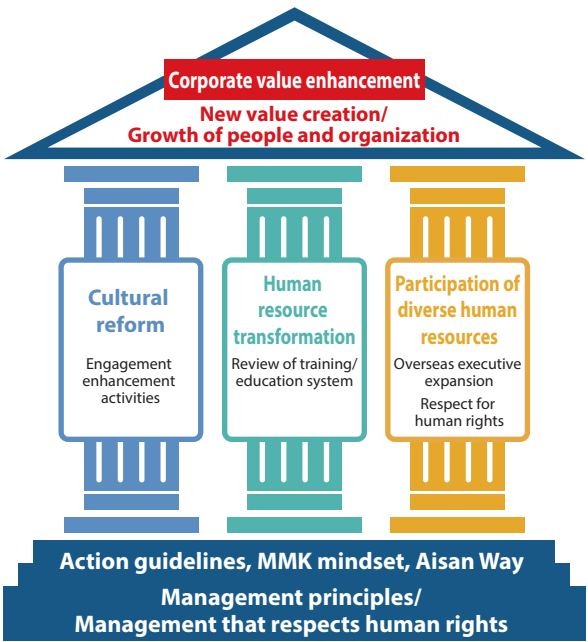 Corporate value enhancement
New value creation/
Growth of people and organization
Cultural
reform
Engagement
enhancement
activities
Human
resource
transformation
Review of training/
education system
Participation of
diverse human
resources
Overseas executive
expansion
Respect for
human rights
Action guidelines, MMK mindset, Aisan Way
Management principles/
Management that respects human rights